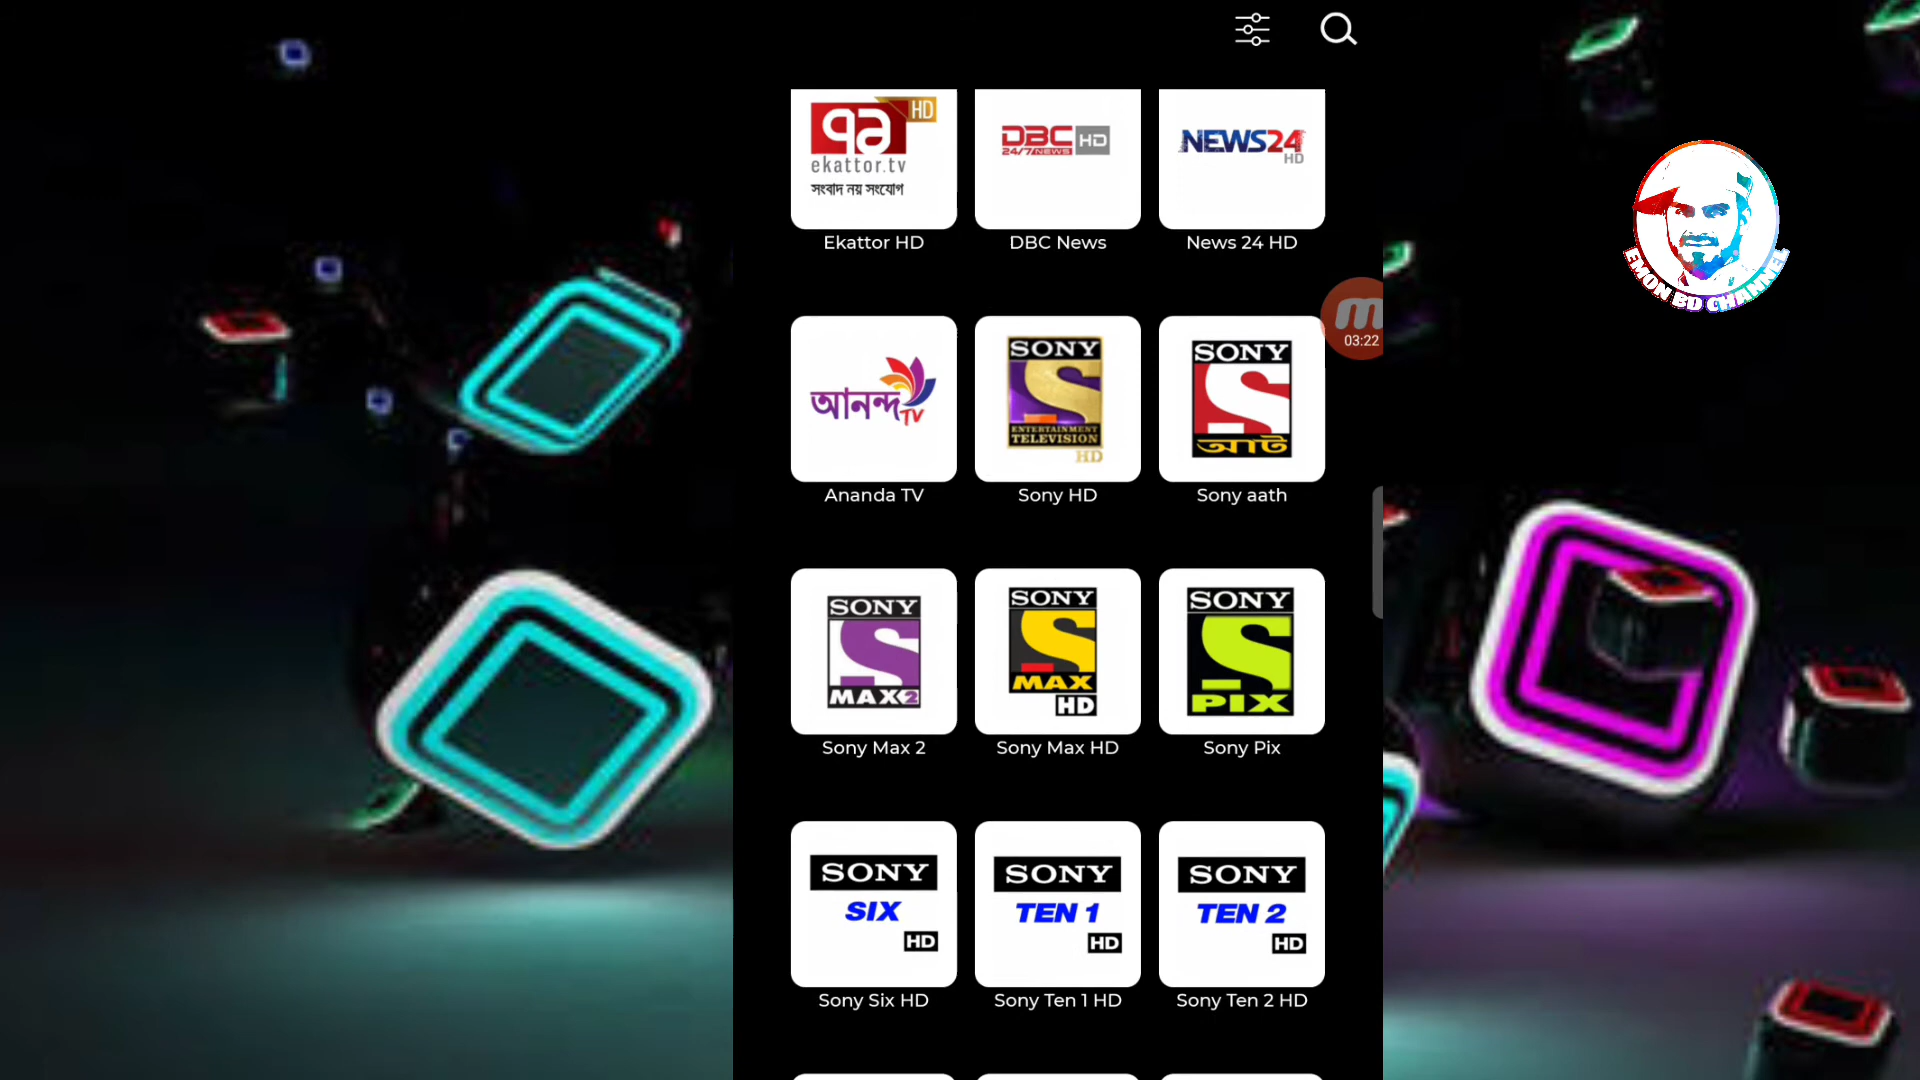 HD
ekattor.tv
সংবাদ নয় সংযোগ
Ekattor HD
DBC HD
24/7 NEWS
DBC News
NEWS24
HD
News 24 HD
আনন্দ TV
Ananda TV
SONY
ENTERTAINMENT
TELEVISION
HD
Sony HD
SONY
আট
Sony aath
SONY
MAX2
Sony Max 2
SONY
MAX
HD
Sony Max HD
SONY
PIX
Sony Pix
SONY
SIX
HD
Sony Six HD
SONY
TEN 1
HD
Sony Ten 1 HD
SONY
TEN 2
HD
Sony Ten 2 HD
03:22
EMON BD CHANNEL